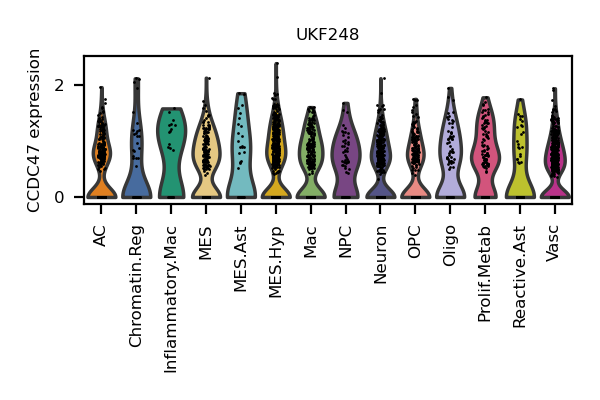 UKF248
CCDC47 expression
2
0
AC
Chromatin.Reg
Inflammatory.Mac
MES
MES.Ast
MES.Hyp
Mac
NPC
Neuron
OPC
Oligo
Prolif.Metab
Reactive.Ast
Vasc